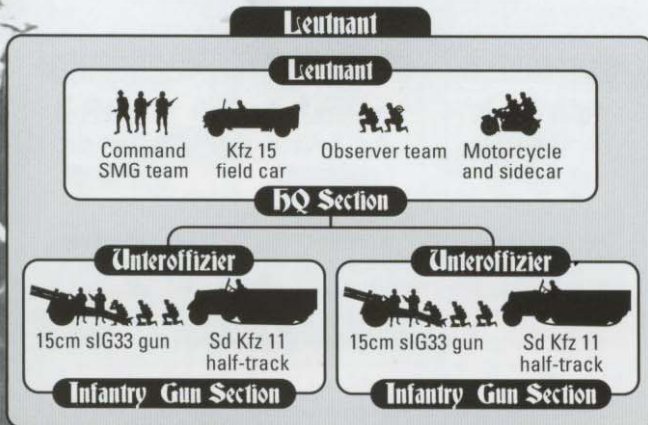 Leutnant
Leutnant
Command
SMG team
Kfz 15
field car
Observer team
Motorcycle
and sidecar
HQ Section
Unteroffizier
15cm sIG33 gun
Sd Kfz 11
half-track
Infantry Gun Section
Unteroffizier
15cm sIG33 gun
Sd Kfz 11
half-track
Infantry Gun Section